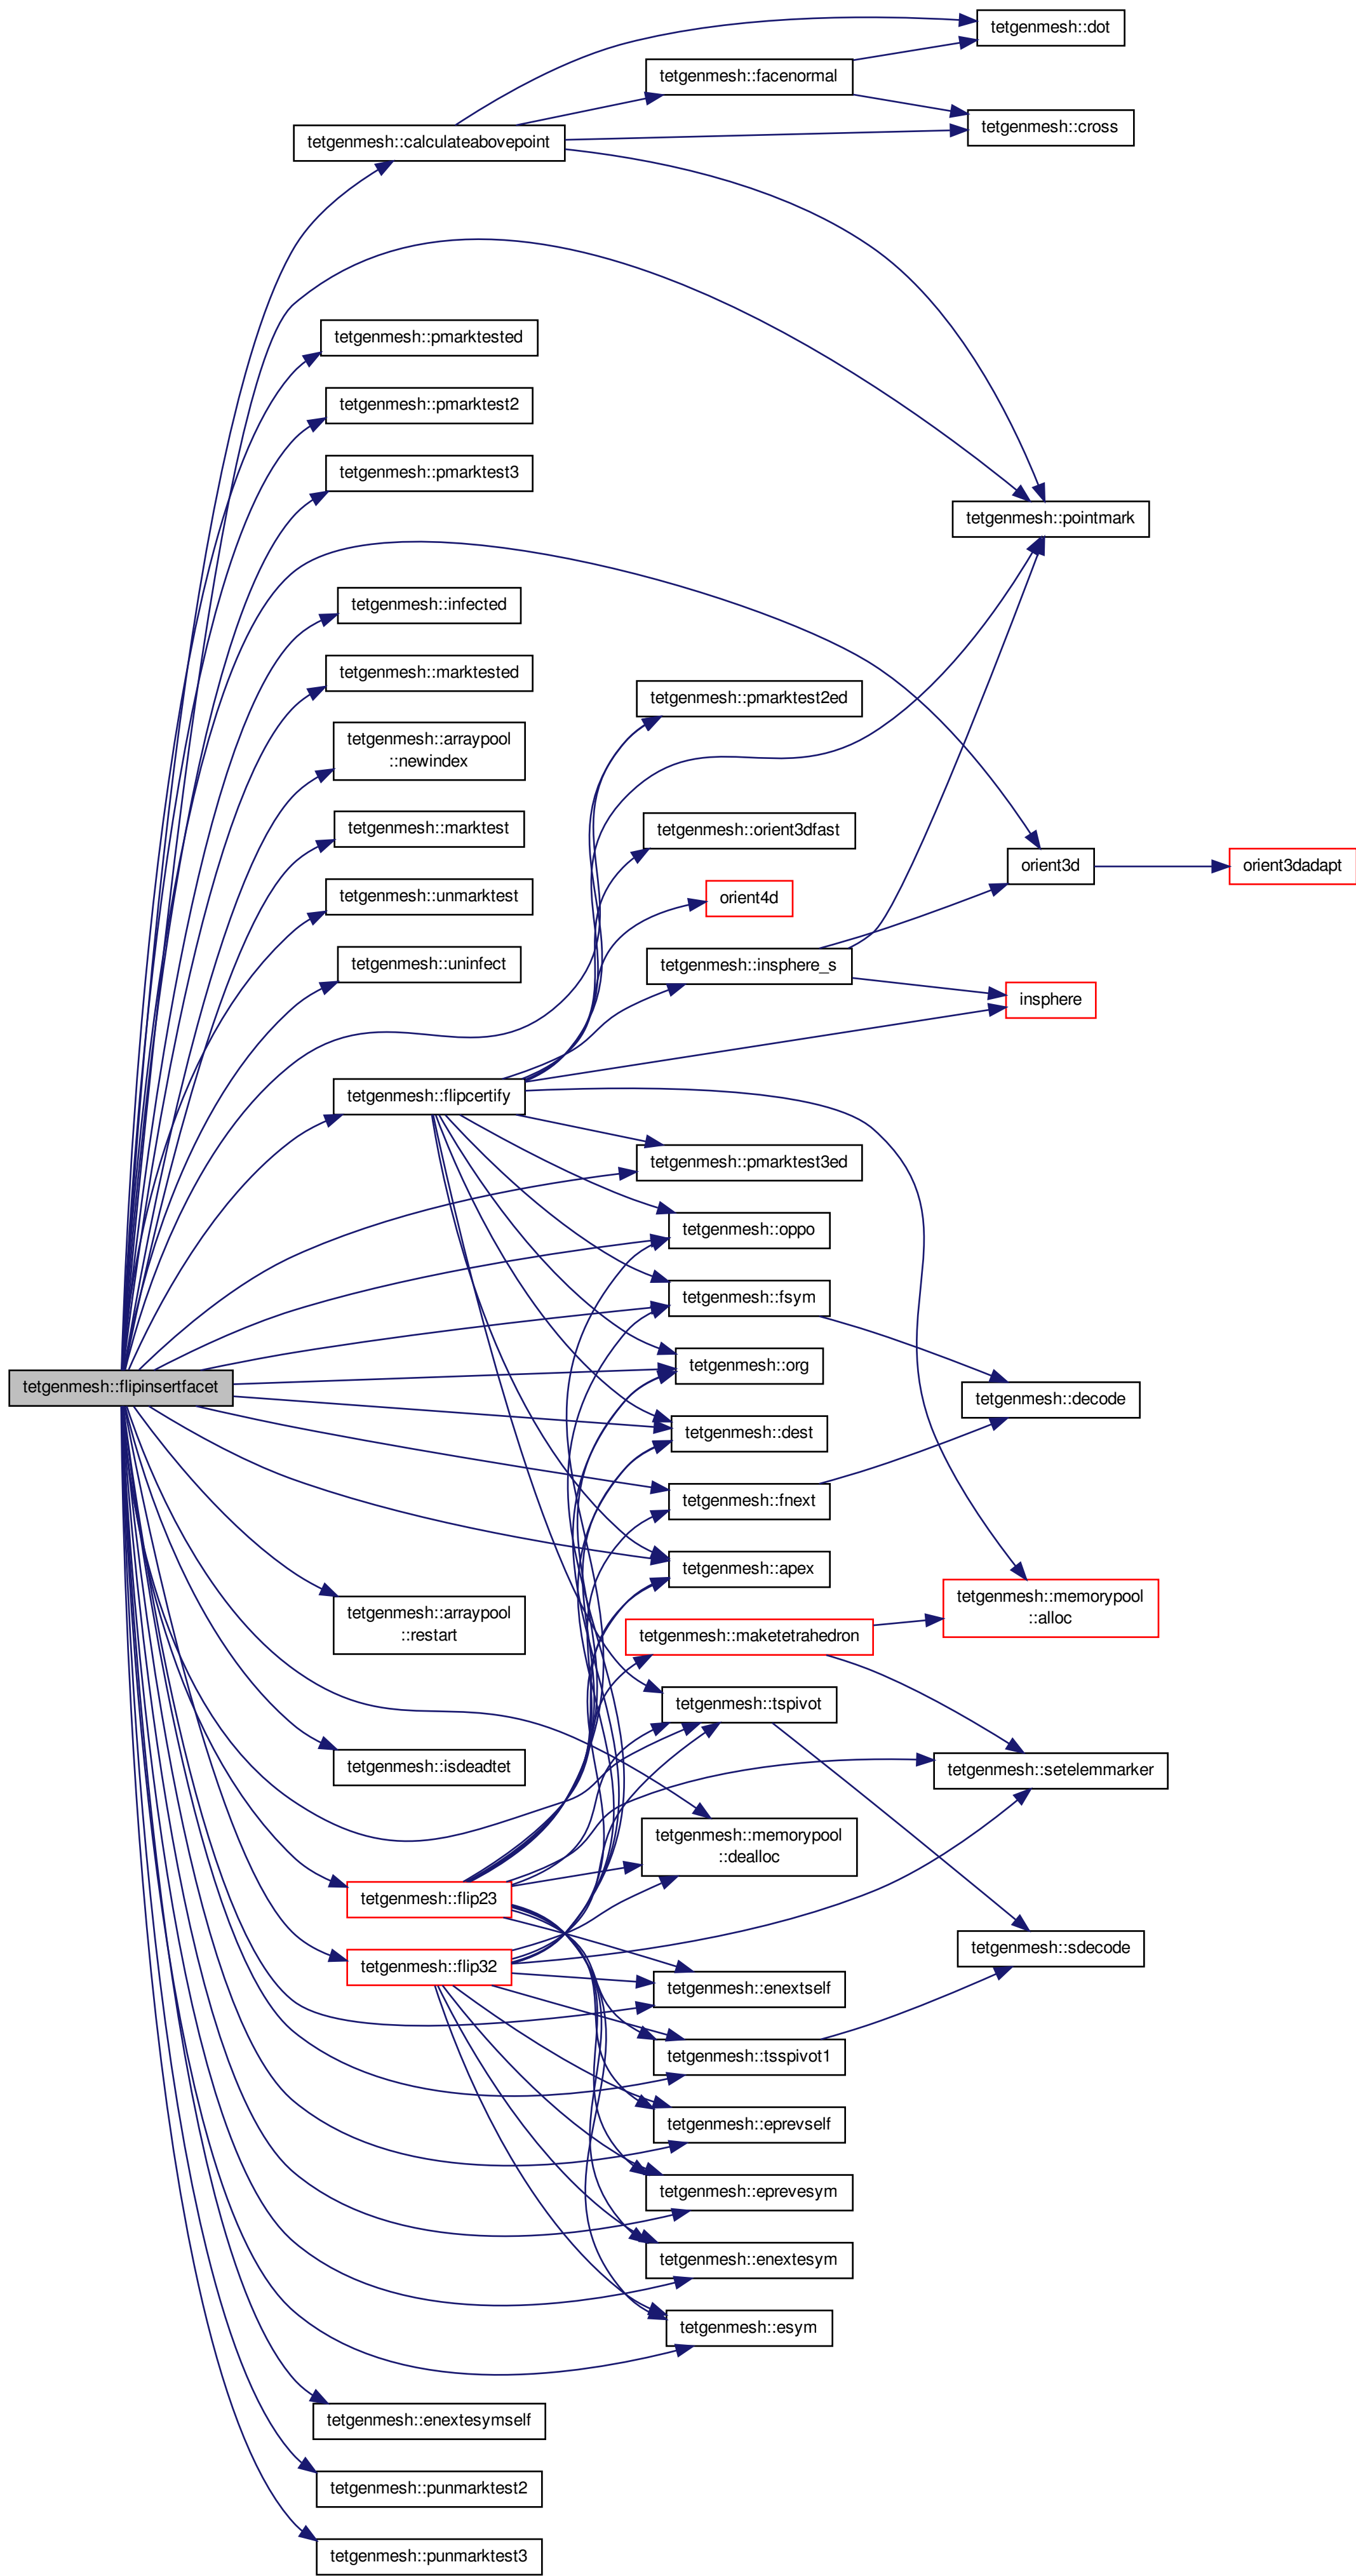 tetgenmesh::dot
tetgenmesh::facenormal
tetgenmesh::cross
tetgenmesh::calculateabovepoint
tetgenmesh::pmarktested
tetgenmesh::pmarktest2
tetgenmesh::pmarktest3
tetgenmesh::pointmark
tetgenmesh::infected
tetgenmesh::marktested
tetgenmesh::pmarktest2ed
tetgenmesh::arraypool
::newindex
tetgenmesh::marktest
tetgenmesh::orient3dfast
orient3d
orient3dadapt
tetgenmesh::unmarktest
orient4d
tetgenmesh::uninfect
tetgenmesh::insphere_s
insphere
tetgenmesh::flipcertify
tetgenmesh::pmarktest3ed
tetgenmesh::oppo
tetgenmesh::fsym
tetgenmesh::org
tetgenmesh::flipinsertfacet
tetgenmesh::decode
tetgenmesh::dest
tetgenmesh::fnext
tetgenmesh::apex
tetgenmesh::memorypool
::alloc
tetgenmesh::arraypool
::restart
tetgenmesh::maketetrahedron
tetgenmesh::tspivot
tetgenmesh::isdeadtet
tetgenmesh::setelemmarker
tetgenmesh::memorypool
::dealloc
tetgenmesh::flip23
tetgenmesh::sdecode
tetgenmesh::flip32
tetgenmesh::enextself
tetgenmesh::tsspivot1
tetgenmesh::eprevself
tetgenmesh::eprevesym
tetgenmesh::enextesym
tetgenmesh::esym
tetgenmesh::enextesymself
tetgenmesh::punmarktest2
tetgenmesh::punmarktest3